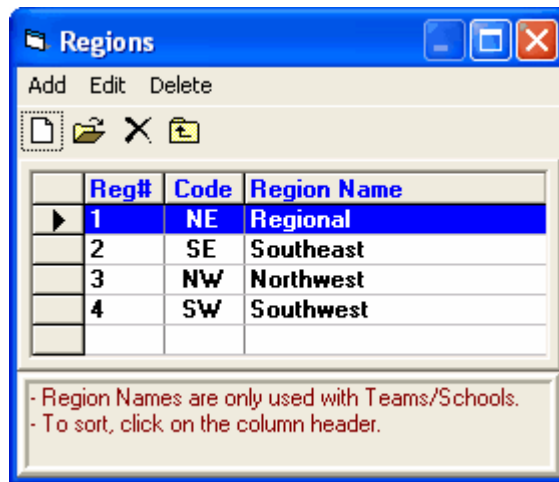 Regions
Add Edit Delete
Reg# Code Region Name
1 NE Regional
2 SE Southeast
3 NW Northwest
4 SW Southwest
- Region Names are only used with Teams/Schools.
- To sort, click on the column header.